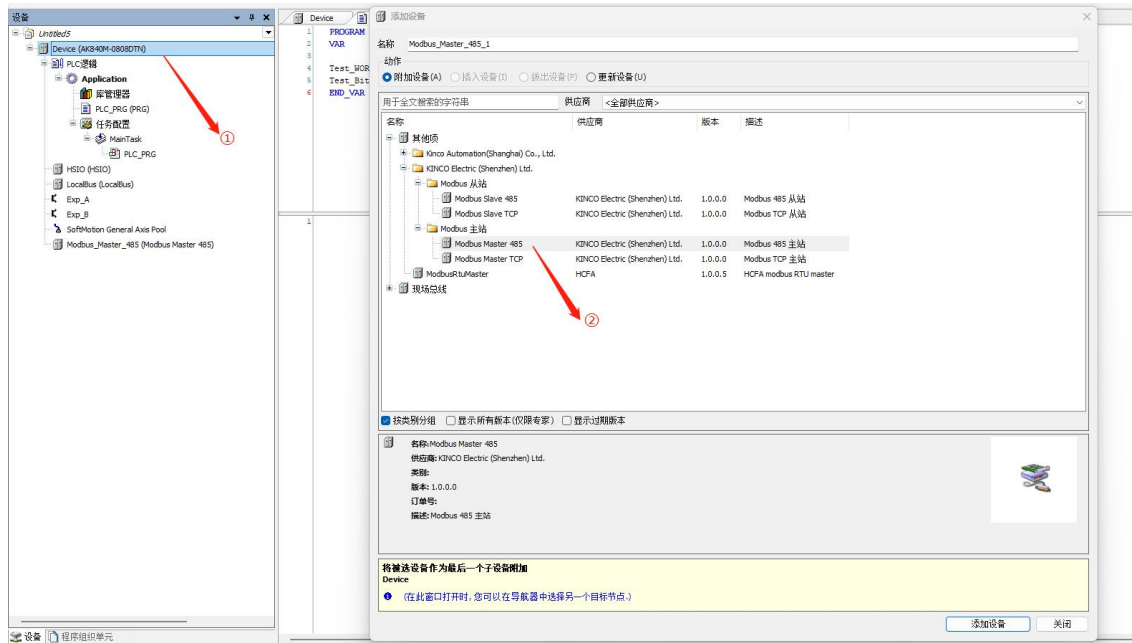 设备
Untitled5
Device (AK840M-0808DTN)
PLC逻辑
Application
库管理器
PLC_PRG (PRG)
任务配置
MainTask
PLC_PRG
HSIO (HSIO)
LocalBus (LocalBus)
Exp_A
Exp_B
SoftMotion General Axis Pool
Modbus_Master_485 (Modbus Master 485)
①
设备 程序组织单元
Device
1 PROGRAM
2 VAR
3
4 Test_WOR
5 Test_Bit
6 END_VAR
1
添加设备
名称 Modbus_Master_485_1
动作
附加设备(A) 插入设备(I) 拔出设备(P) 更新设备(U)
用于全文搜索的字符串 供应商 <全部供应商>
名称 供应商 版本 描述
其他项
Kinco Automation(Shanghai) Co., Ltd.
KINCO Electric (Shenzhen) Ltd.
Modbus 从站
Modbus Slave 485 KINCO Electric (Shenzhen) Ltd. 1.0.0.0 Modbus 485 从站
Modbus Slave TCP KINCO Electric (Shenzhen) Ltd. 1.0.0.0 Modbus TCP 从站
Modbus 主站
Modbus Master 485 KINCO Electric (Shenzhen) Ltd. 1.0.0.0 Modbus 485 主站
Modbus Master TCP KINCO Electric (Shenzhen) Ltd. 1.0.0.0 Modbus TCP 主站
ModbusRtuMaster HCFA 1.0.0.5 HCFA modbus RTU master
现场总线
②
按类别分组 显示所有版本(仅限专家) 显示过期版本
名称:Modbus Master 485
供应商: KINCO Electric (Shenzhen) Ltd.
类别:
版本: 1.0.0.0
订单号:
描述: Modbus 485 主站
将被选设备作为最后一个子设备附加
Device
(在此窗口打开时, 您可以在导航器中选择另一个目标节点.)
添加设备 关闭